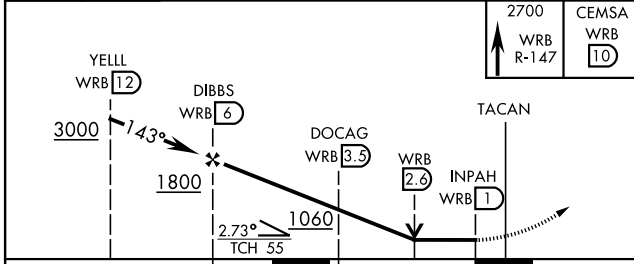 2700
WRB
R-147
CEMSA
WRB
10
YELLL
WRB 12
DIBBS
WRB 6
TACAN
DOCAG
WRB 3.5
WRB
2.6
INPAH
WRB 1
3000
143°
1800
1060
2.73°
TCH 55